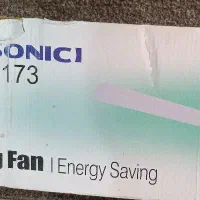 SONICI
173
g Fan | Energy Saving